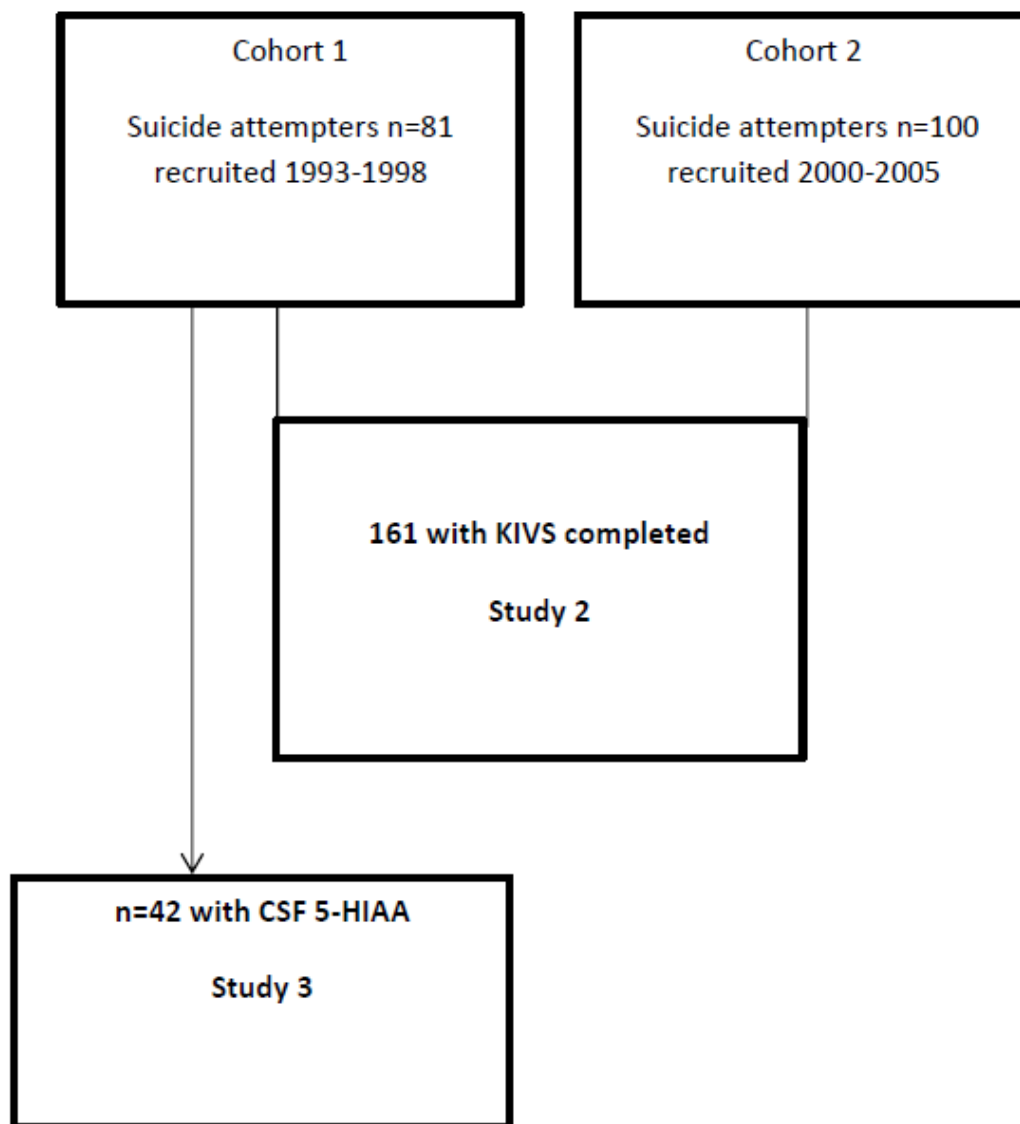 Cohort 1
Suicide attempters n=81
recruited 1993-1998
Cohort 2
Suicide attempters n=100
recruited 2000-2005
161 with KIVS completed
Study 2
n=42 with CSF 5-HIAA
Study 3